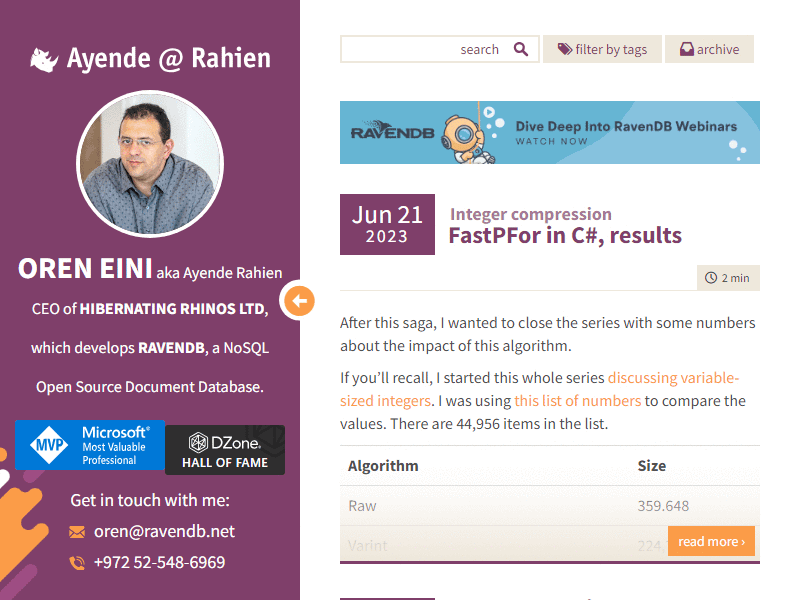 Ayende @ Rahien
OREN EINI aka Ayende Rahien
CEO of HIBERNATING RHINOS LTD,
which develops RAVENDB, a NoSQL
Open Source Document Database.
MVP
Microsoft®
Most Valuable
Professional
DZone.
HALL OF FAME
Get in touch with me:
oren@ravendb.net
+972 52-548-6969
search
filter by tags
archive
RAVENDB
Dive Deep Into RavenDB Webinars
WATCH NOW
Jun 21
2023
Integer compression
FastPFor in C#, results
2 min
After this saga, I wanted to close the series with some numbers
about the impact of this algorithm.
If you’ll recall, I started this whole series discussing variable-
sized integers. I was using this list of numbers to compare the
values. There are 44,956 items in the list.
Algorithm Size
Raw 359.648
Varint
read more ›